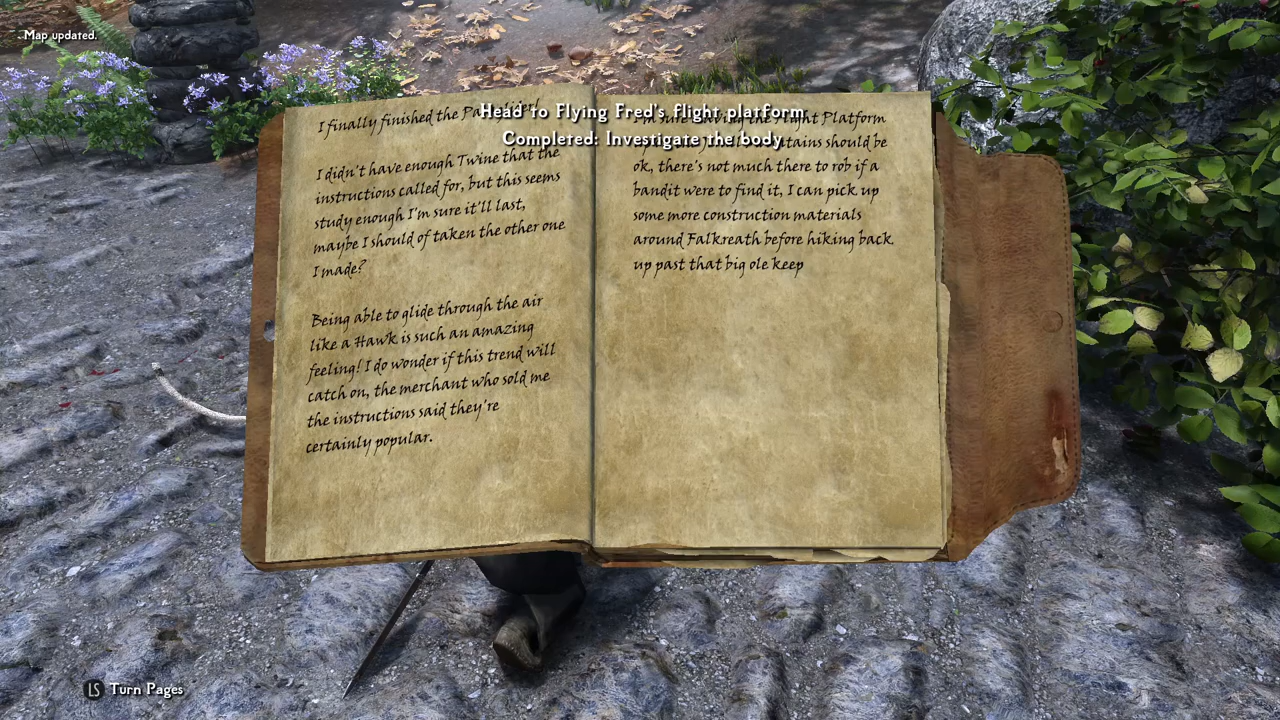 Map updated.
Head to Flying Fred's flight platform
Completed: Investigate the body
I finally finished the
I didn't have enough Twine that the
instructions called for, but this seems
study enough I'm sure it'll last,
maybe I should of taken the other one
I made?
Being able to glide through the air
like a Hawk is such an amazing
feeling! I do wonder if this trend will
catch on, the merchant who sold me
the instructions said they're
certainly popular.
Flight Platform
should be
ok, there's not much there to rob if a
bandit were to find it, I can pick up
some more construction materials
around Falkreath before hiking back
up past that big ole keep
LS Turn Pages